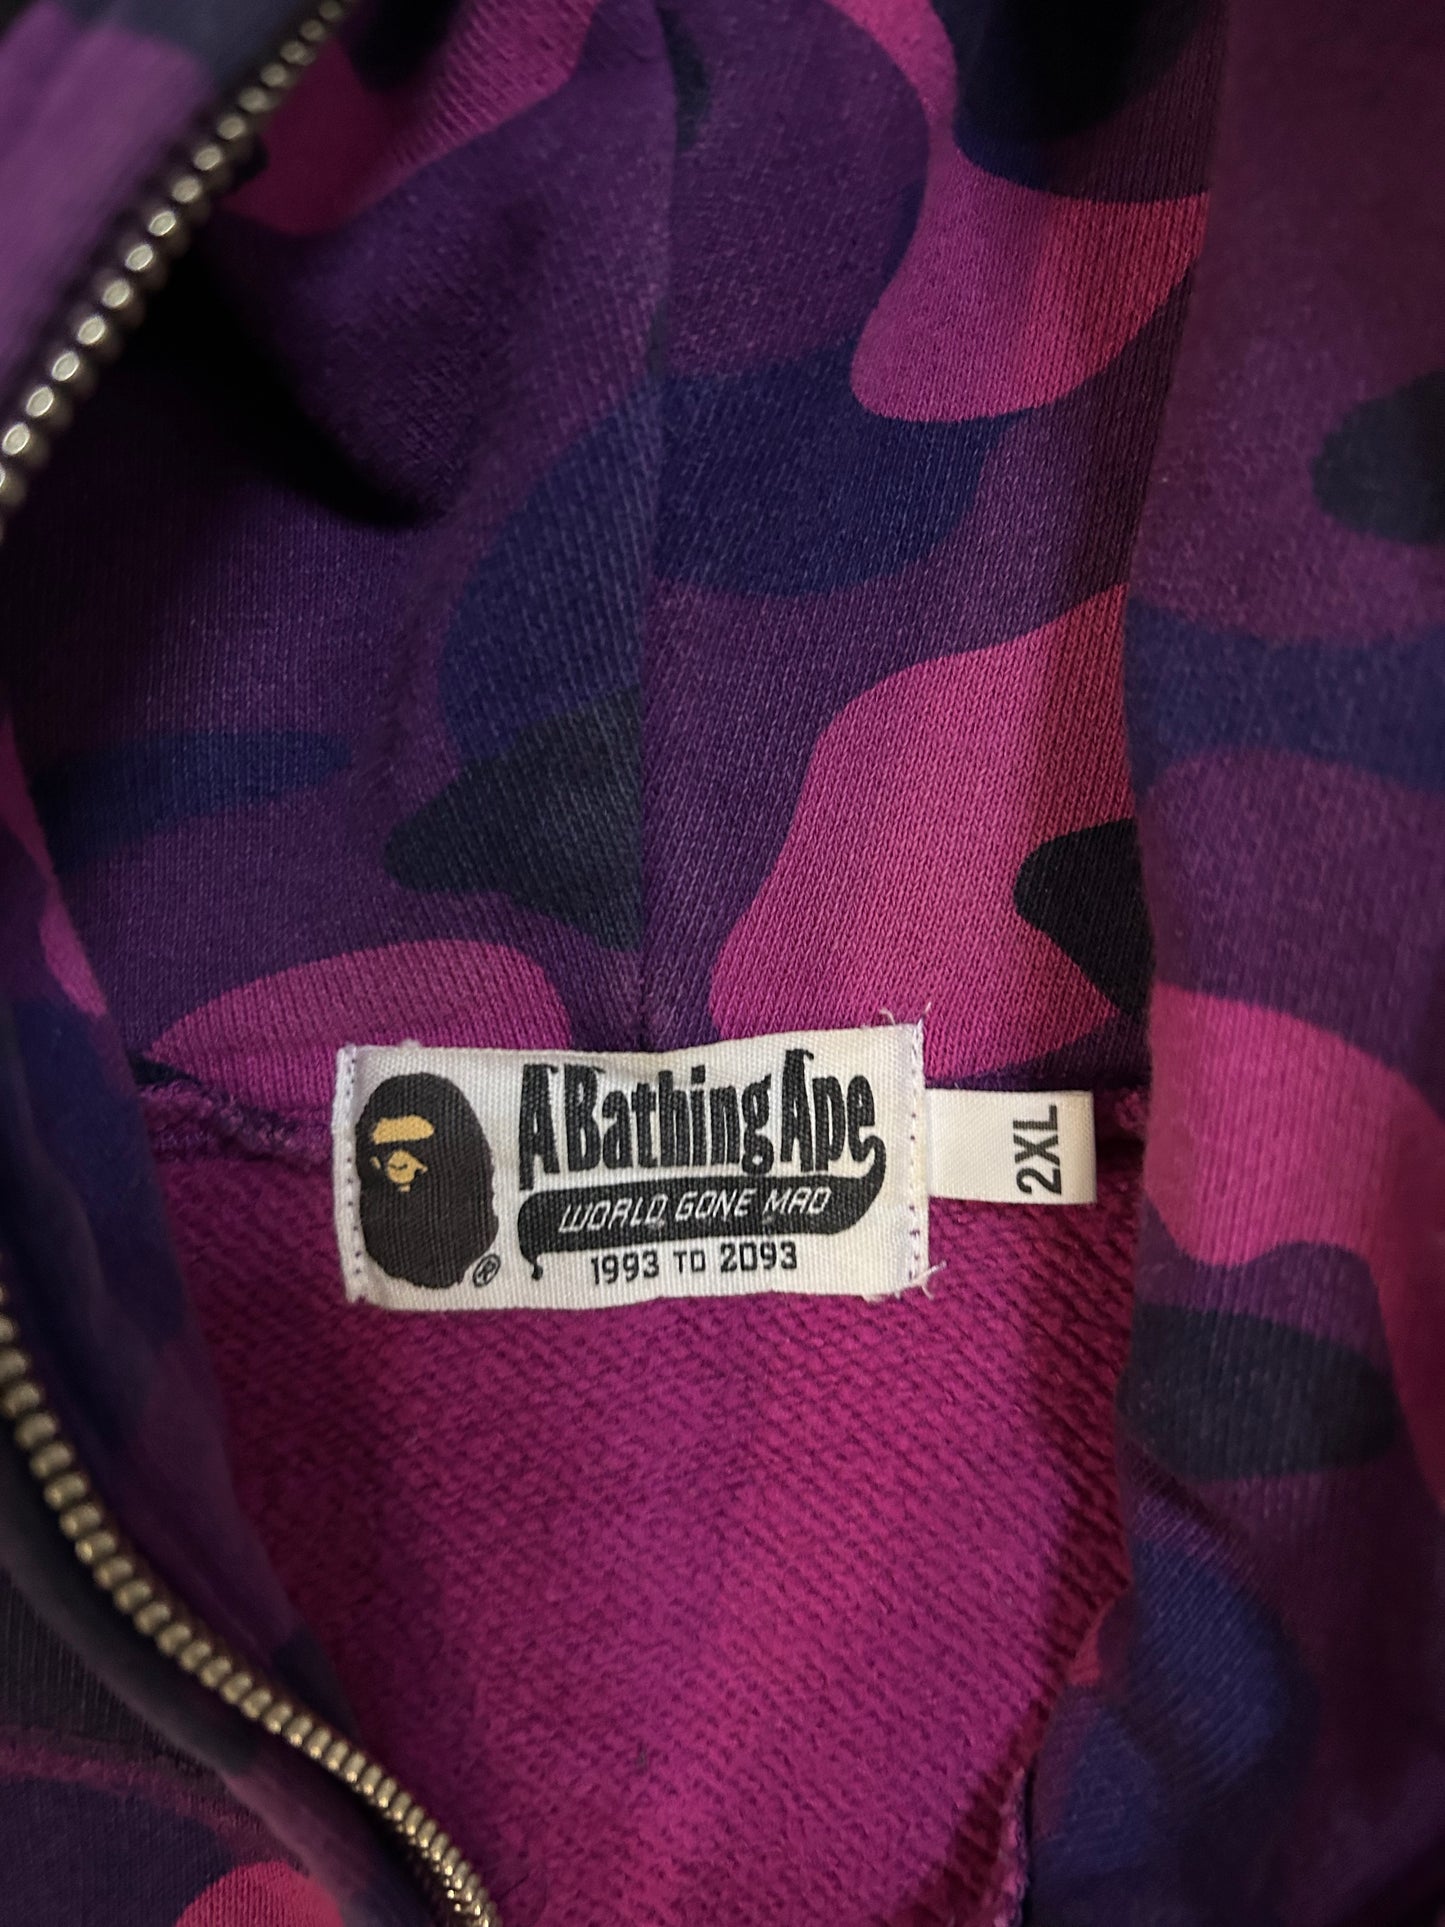 A Bathing Ape
WORLD GONE MAD
1993 TO 2093
®
2XL